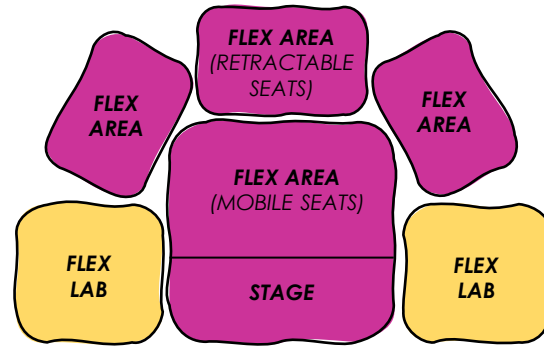 FLEX AREA
(RETRACTABLE
SEATS)
FLEX
AREA
FLEX
AREA
FLEX AREA
(MOBILE SEATS)
FLEX
LAB
STAGE
FLEX
LAB